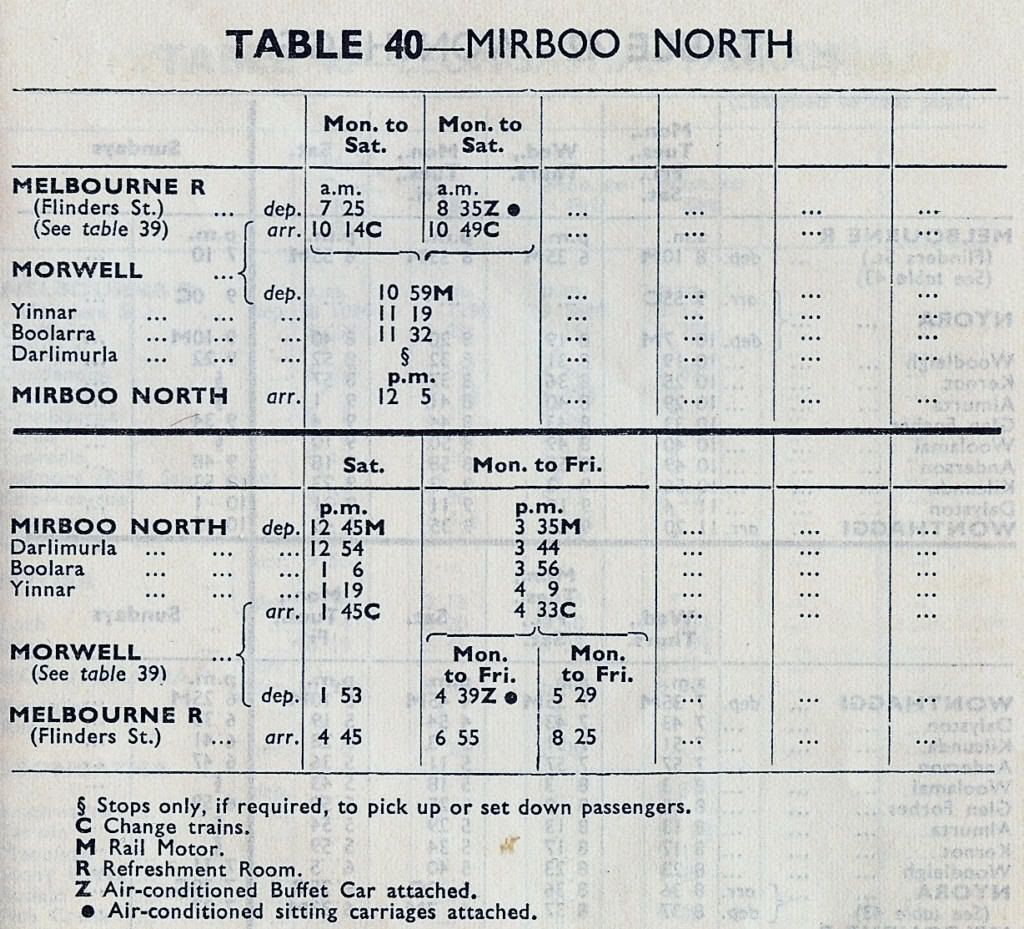 TABLE 40—MIRBOO NORTH
Mon. to Sat. Mon. to Sat.
MELBOURNE R a.m. a.m.
(Flinders St.) ... dep. 7 25 8 35Z ● ... ... ... ...
(See table 39) arr. 10 14C 10 49C ... ... ... ...
MORWELL ...
dep. 10 59M ... ... ... ...
Yinnar ... ... ... 11 19 ... ... ... ...
Boolarra ... ... ... 11 32 ... ... ... ...
Darlimurla ... ... ... § ... ... ... ...
p.m.
MIRBOO NORTH arr. 12 5 ... ... ... ...
Sat. Mon. to Fri.
p.m. p.m.
MIRBOO NORTH dep. 12 45M 3 35M ... ... ...
Darlimurla ... ... ... 12 54 3 44 ... ... ...
Boolara ... ... ... 1 6 3 56 ... ... ...
Yinnar ... ... ... 1 19 4 9 ... ... ...
arr. 1 45C 4 33C ... ... ...
MORWELL ... Mon. to Fri. Mon. to Fri.
(See table 39)
dep. 1 53 4 39Z ● 5 29 ... ... ...
MELBOURNE R
(Flinders St.) ... arr. 4 45 6 55 8 25 ... ... ...
§ Stops only, if required, to pick up or set down passengers.
C Change trains.
M Rail Motor.
R Refreshment Room.
Z Air-conditioned Buffet Car attached.
● Air-conditioned sitting carriages attached.